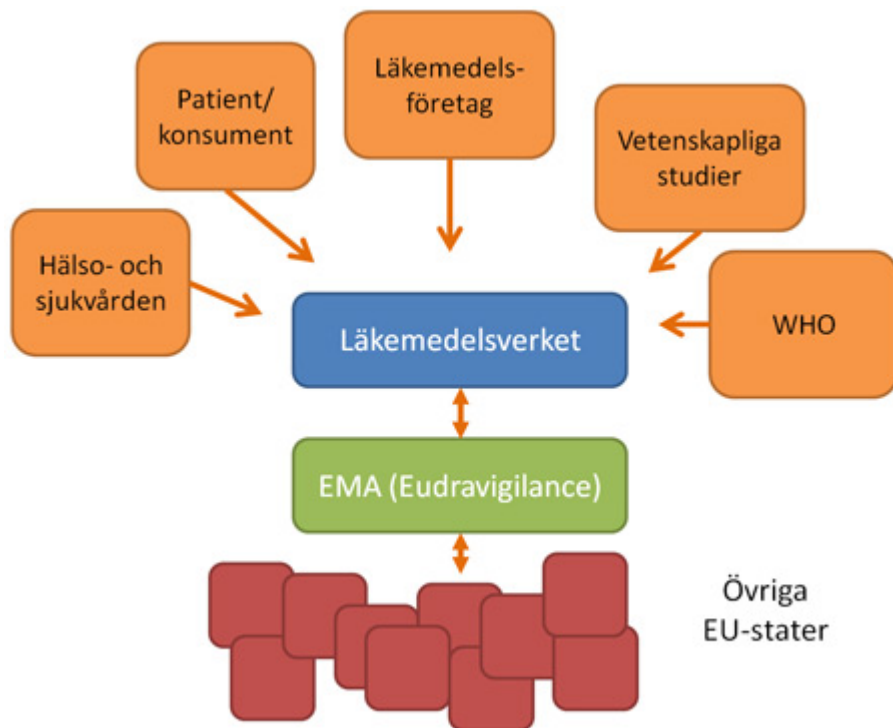 Läkemedels-
företag
Patient/
konsument
Vetenskapliga
studier
Hälso- och
sjukvården
WHO
Läkemedelsverket
EMA (Eudravigilance)
Övriga
EU-stater